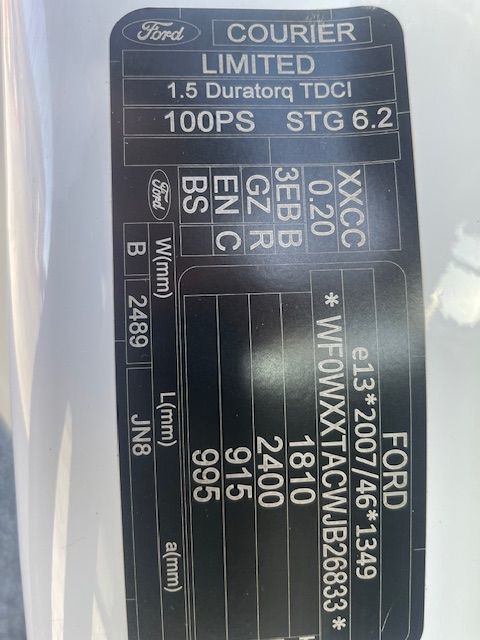 Ford COURIER
LIMITED
1.5 Duratorq TDCI
100PS STG 6.2
FORD
e13*2007/46*1349
* WF0WXXTACWJB26833 *
1810
2400
915
995
XXCC
0.20
3EB B
GZ R
EN C
BS
Ford
W(mm) L(mm) a(mm)
B 2489 JN8